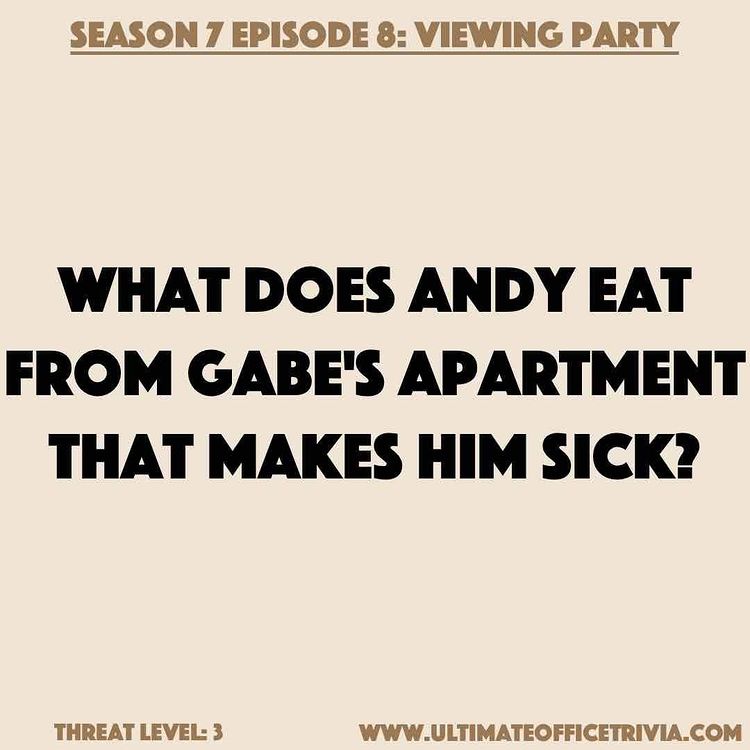 SEASON 7 EPISODE 8: VIEWING PARTY
WHAT DOES ANDY EAT
FROM GABE'S APARTMENT
THAT MAKES HIM SICK?
THREAT LEVEL: 3
WWW.ULTIMATEOFFICETRIVIA.COM